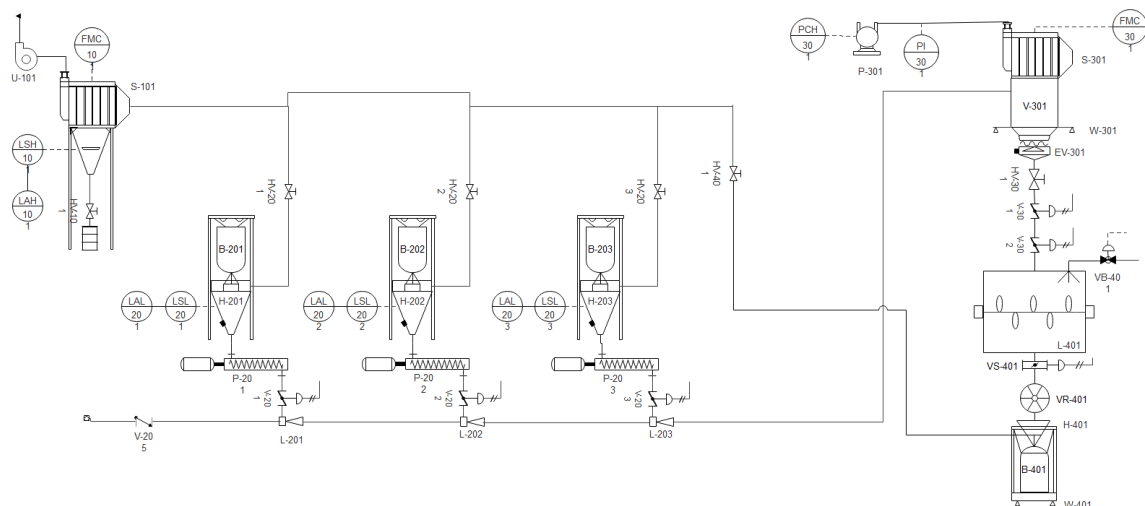 FMC
10
1
U-101
S-101
LSH
10
1
LAH
10
1
HV-10
1
HV-20
1
HV-20
2
HV-20
3
HV-40
1
B-201
B-202
B-203
LAL
20
1
LSL
20
1
H-201
LAL
20
2
LSL
20
2
H-202
LAL
20
3
LSL
20
3
H-203
P-20
1
P-20
2
P-20
3
V-20
1
V-20
2
V-20
3
V-20
5
L-201
L-202
L-203
PCH
30
1
P-301
PI
30
1
FMC
30
1
S-301
V-301
W-301
EV-301
HV-30
1
V-30
1
V-30
2
VB-40
1
L-401
VS-401
VR-401
H-401
B-401
W-401